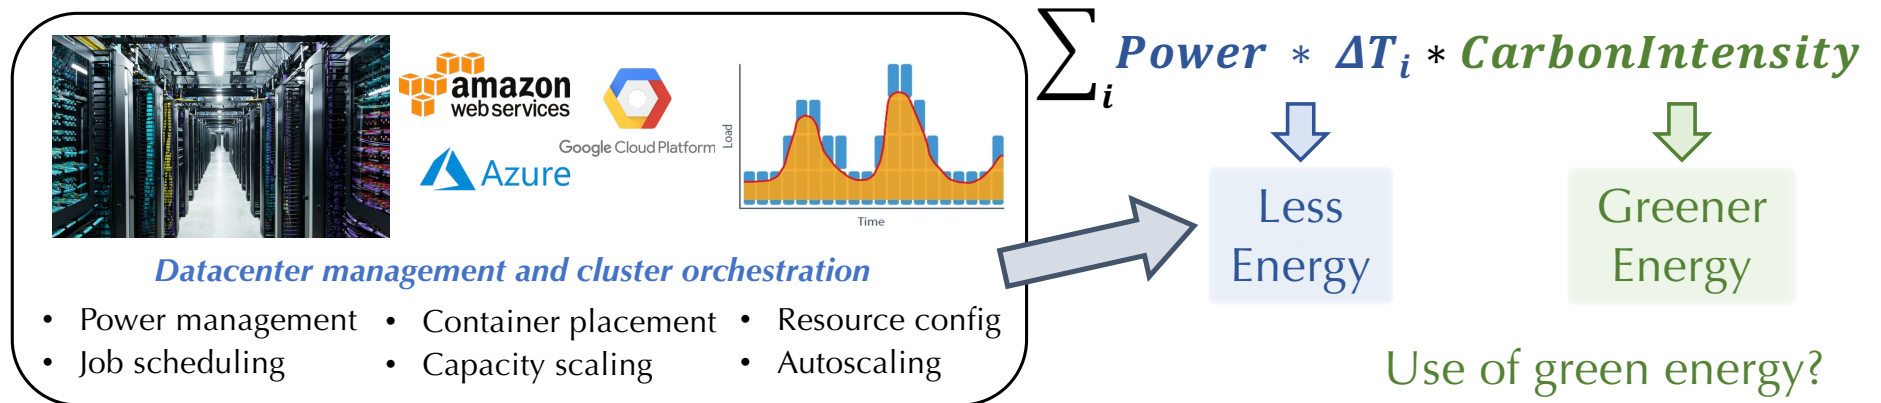 amazon
web services
Google Cloud Platform
Azure
Load
Time
Datacenter management and cluster orchestration
• Power management
• Job scheduling
• Container placement
• Capacity scaling
• Resource config
• Autoscaling
∑ᵢ Power * ΔTᵢ * CarbonIntensity
Less
Energy
Greener
Energy
Use of green energy?